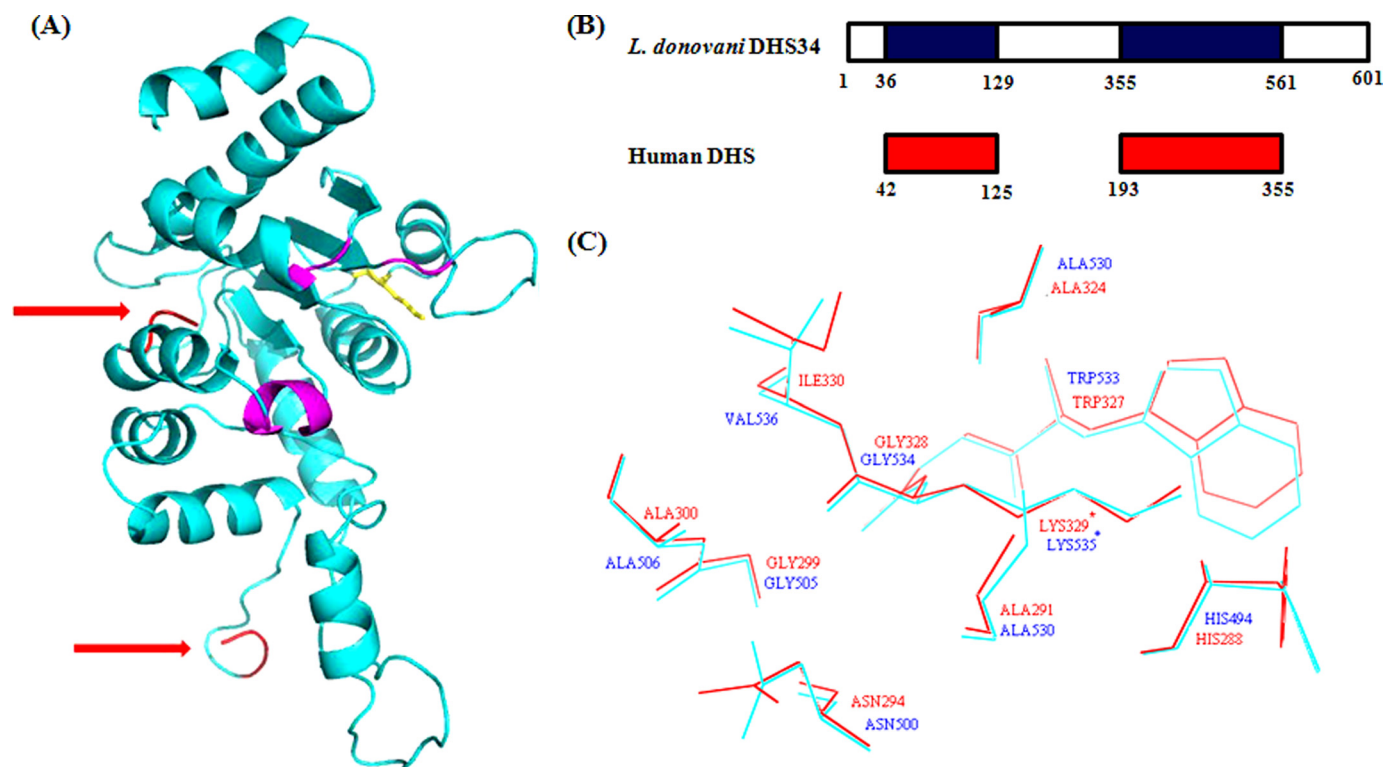 (A)
(B)
L. donovani DHS34
1 36 129 355 561 601
Human DHS
42 125 193 355
(C)
ALA530
ALA324
ILE330
TRP533
TRP327
VAL536
GLY328
GLY534
ALA300
LYS329*
LYS535*
ALA506
GLY299
GLY505
ALA291
ALA530
HIS494
HIS288
ASN294
ASN500